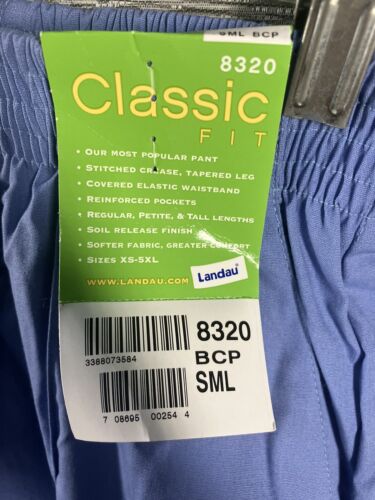 SML BCP
8320
Classic
FIT
• Our most popular pant
• Stitched crease, tapered leg
• Covered elastic waistband
• Reinforced pockets
• Regular, Petite, & Tall lengths
• Soil release finish
• Softer fabric, greater comfort
• Sizes XS-5XL
www.landau.com
Landau®
8320
BCP
SML
3388073584
7 08695 00254 4